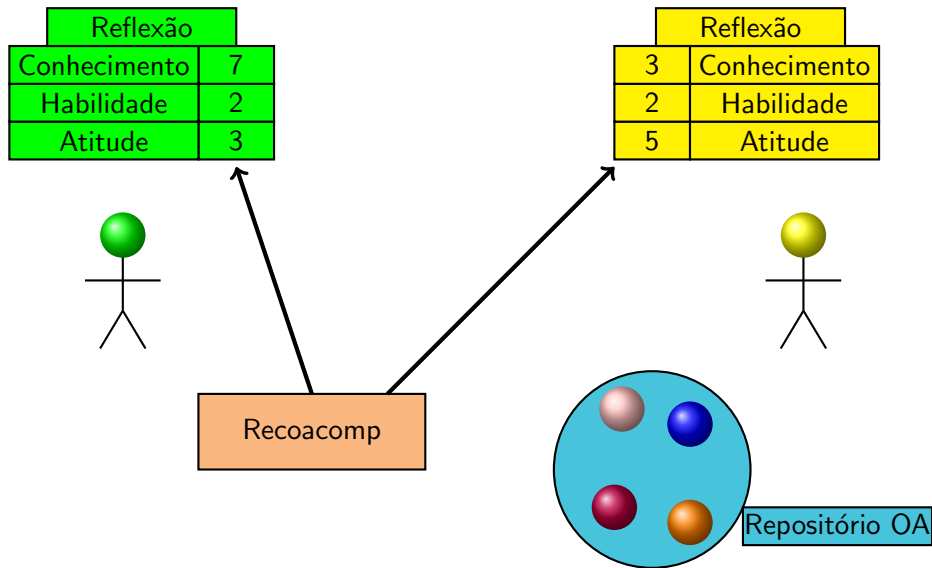 Reflexão
Conhecimento 7
Habilidade 2
Atitude 3
Reflexão
3 Conhecimento
2 Habilidade
5 Atitude
Recoacomp
Repositório OA